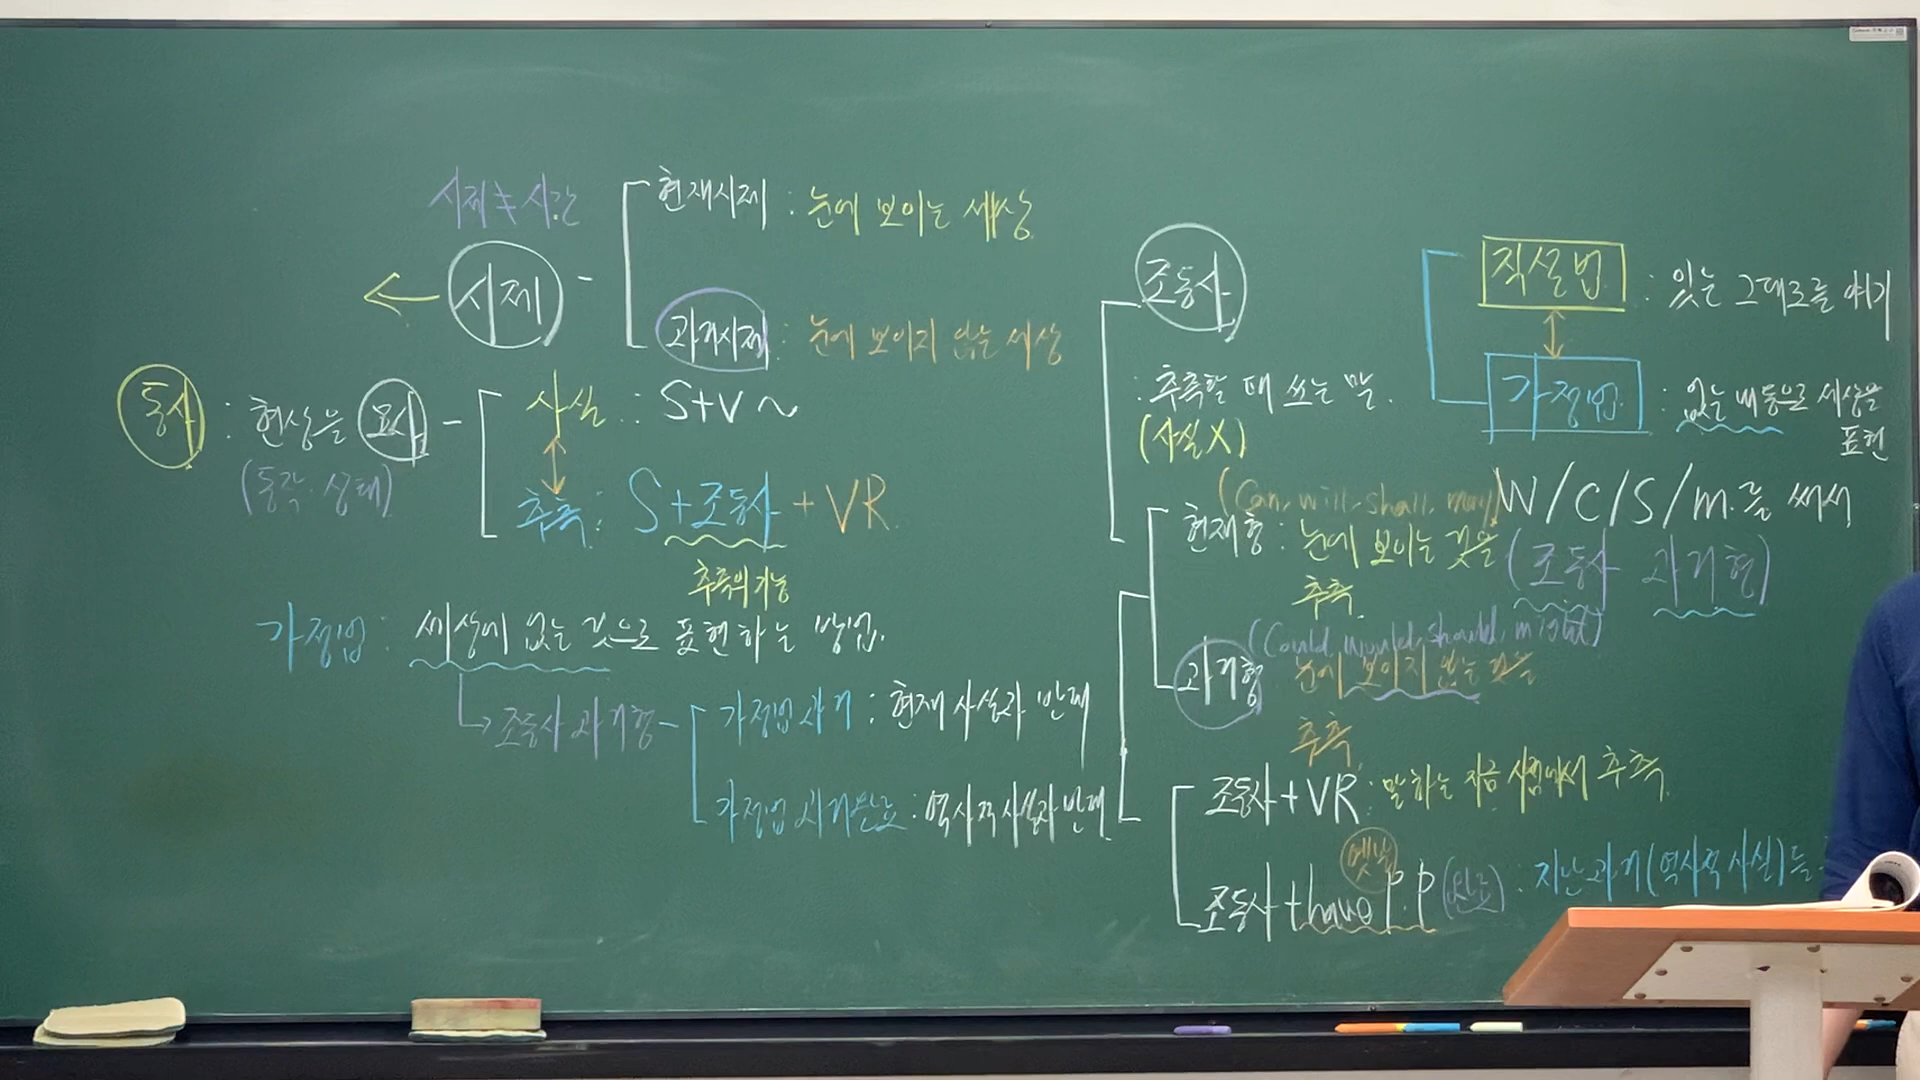 시제≠시간
시제 - 현재시제 : 눈에 보이는 세상
과거시제 : 눈에 보이지 않는 세상
동사 : 현상을 묘사 - 사실 : S+V ~
(동작·상태)
추측 : S+조동사 + VR
추측의 기능
가정법 : 세상에 없는 것으로 표현하는 방법.
조동사 과거형 - 가정법 과거 : 현재 사실과 반대
가정법 과거완료 : 역사적 사실과 반대
조동사
: 추측할 때 쓰는 말.
(사실X)
(Can, will, shall, may)
현재형 : 눈에 보이는 것을
추측
(Could, would, should, might)
과거형 눈에 보이지 않는 것을
추측
조동사+VR : 말하는 지금 시점에서 추측
옛날
조동사+have P.P (완료) : 지난과거(역사적 사실)를
직설법 : 있는 그대로를 얘기
가정법 : 없는 내용으로 세상을
표현
W/C/S/m.를 써서
(조동사 과거형)